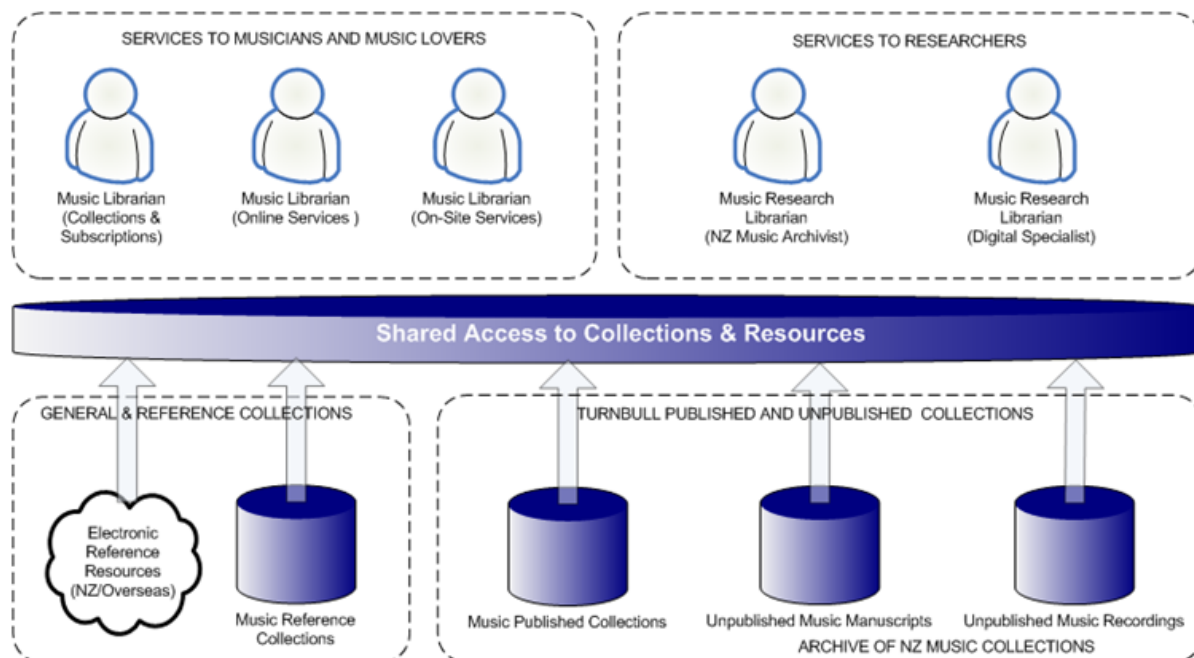 SERVICES TO MUSICIANS AND MUSIC LOVERS
Music Librarian
(Collections &
Subscriptions)
Music Librarian
(Online Services )
Music Librarian
(On-Site Services)
SERVICES TO RESEARCHERS
Music Research
Librarian
(NZ Music Archivist)
Music Research
Librarian
(Digital Specialist)
Shared Access to Collections & Resources
GENERAL & REFERENCE COLLECTIONS
Electronic
Reference
Resources
(NZ/Overseas)
Music Reference
Collections
TURNBULL PUBLISHED AND UNPUBLISHED COLLECTIONS
Music Published Collections
Unpublished Music Manuscripts
Unpublished Music Recordings
ARCHIVE OF NZ MUSIC COLLECTIONS